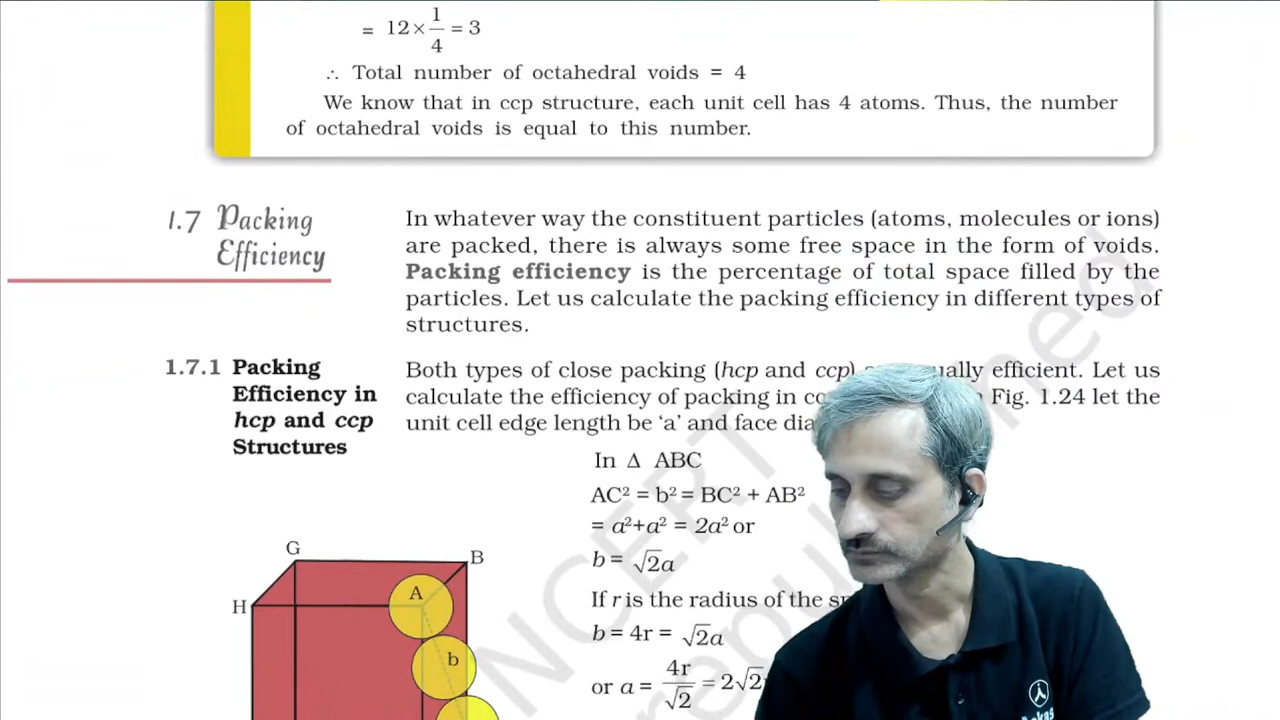 = 12 × 1/4 = 3
∴ Total number of octahedral voids = 4
We know that in ccp structure, each unit cell has 4 atoms. Thus, the number
of octahedral voids is equal to this number.
1.7 Packing
Efficiency
In whatever way the constituent particles (atoms, molecules or ions)
are packed, there is always some free space in the form of voids.
Packing efficiency is the percentage of total space filled by the
particles. Let us calculate the packing efficiency in different types of
structures.
1.7.1 Packing
Efficiency in
hcp and ccp
Structures
Both types of close packing (hcp and ccp) efficient. Let us
calculate the efficiency of packing in Fig. 1.24 let the
unit cell edge length be ‘a’ and face
In Δ ABC
AC² = b² = BC² + AB²
= a²+a² = 2a² or
b = √2a
If r is the radius of the
b = 4r = √2a
or a = 4r/√2 = 2√2
G
B
H
A
b
NCERT